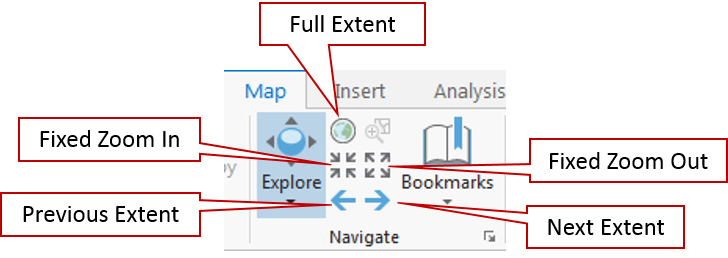 Full Extent
Map Insert Analysis
Fixed Zoom In
Fixed Zoom Out
Explore
Bookmarks
Previous Extent
Next Extent
Navigate